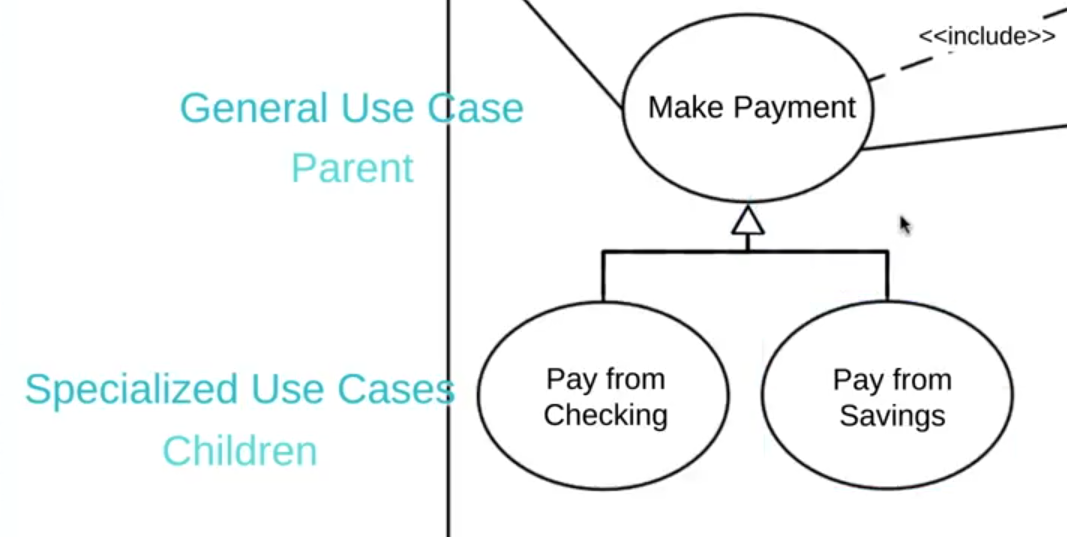 <<include>>
General Use Case
Make Payment
Parent
Specialized Use Cases
Children
Pay from
Checking
Pay from
Savings